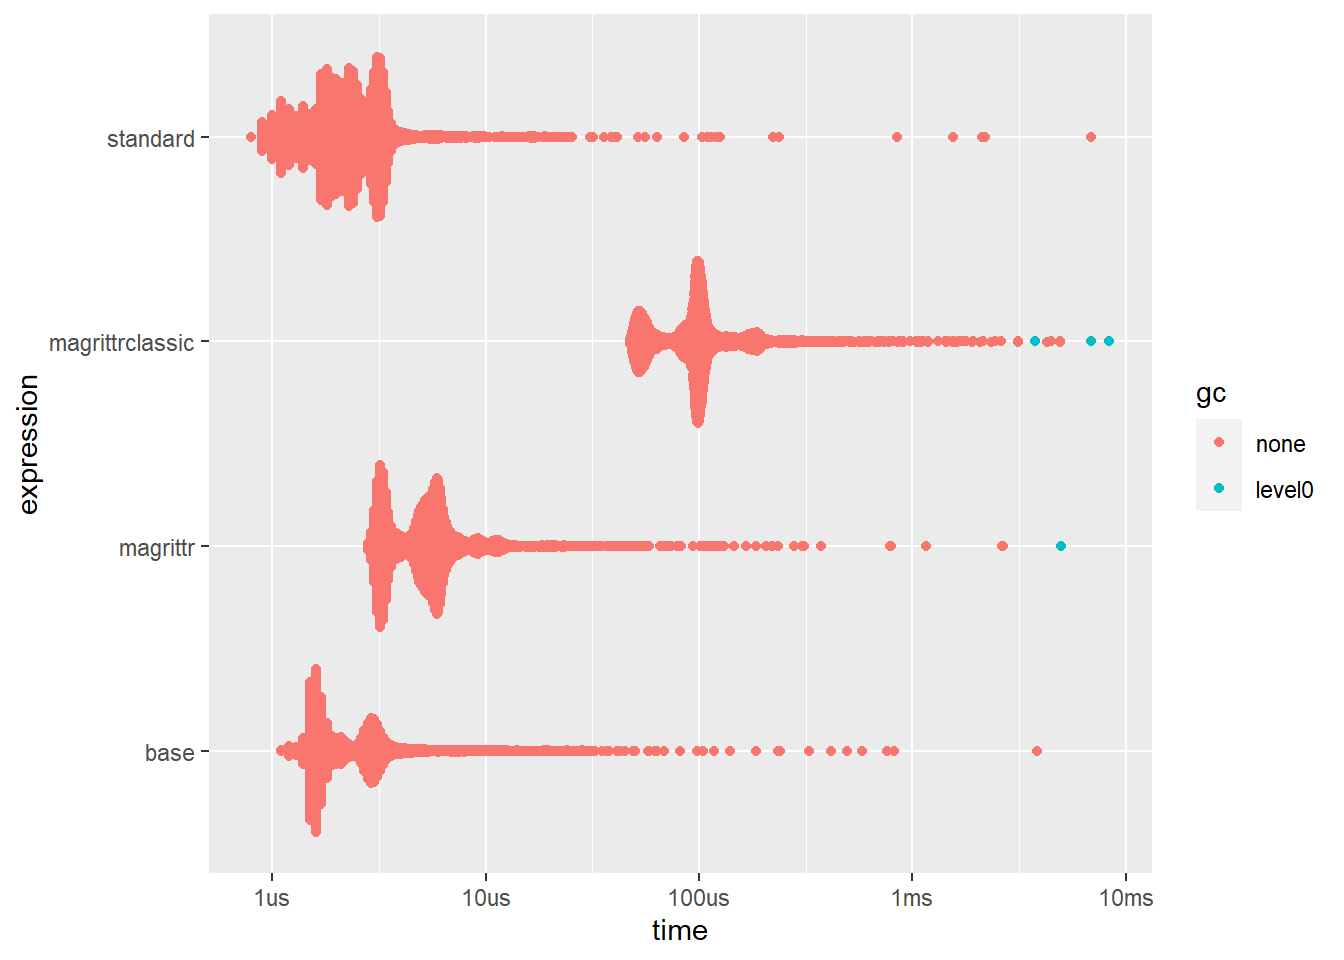 standard
magrittrclassic
magrittr
base
expression
1us
10us
100us
1ms
10ms
time
gc
none
level0